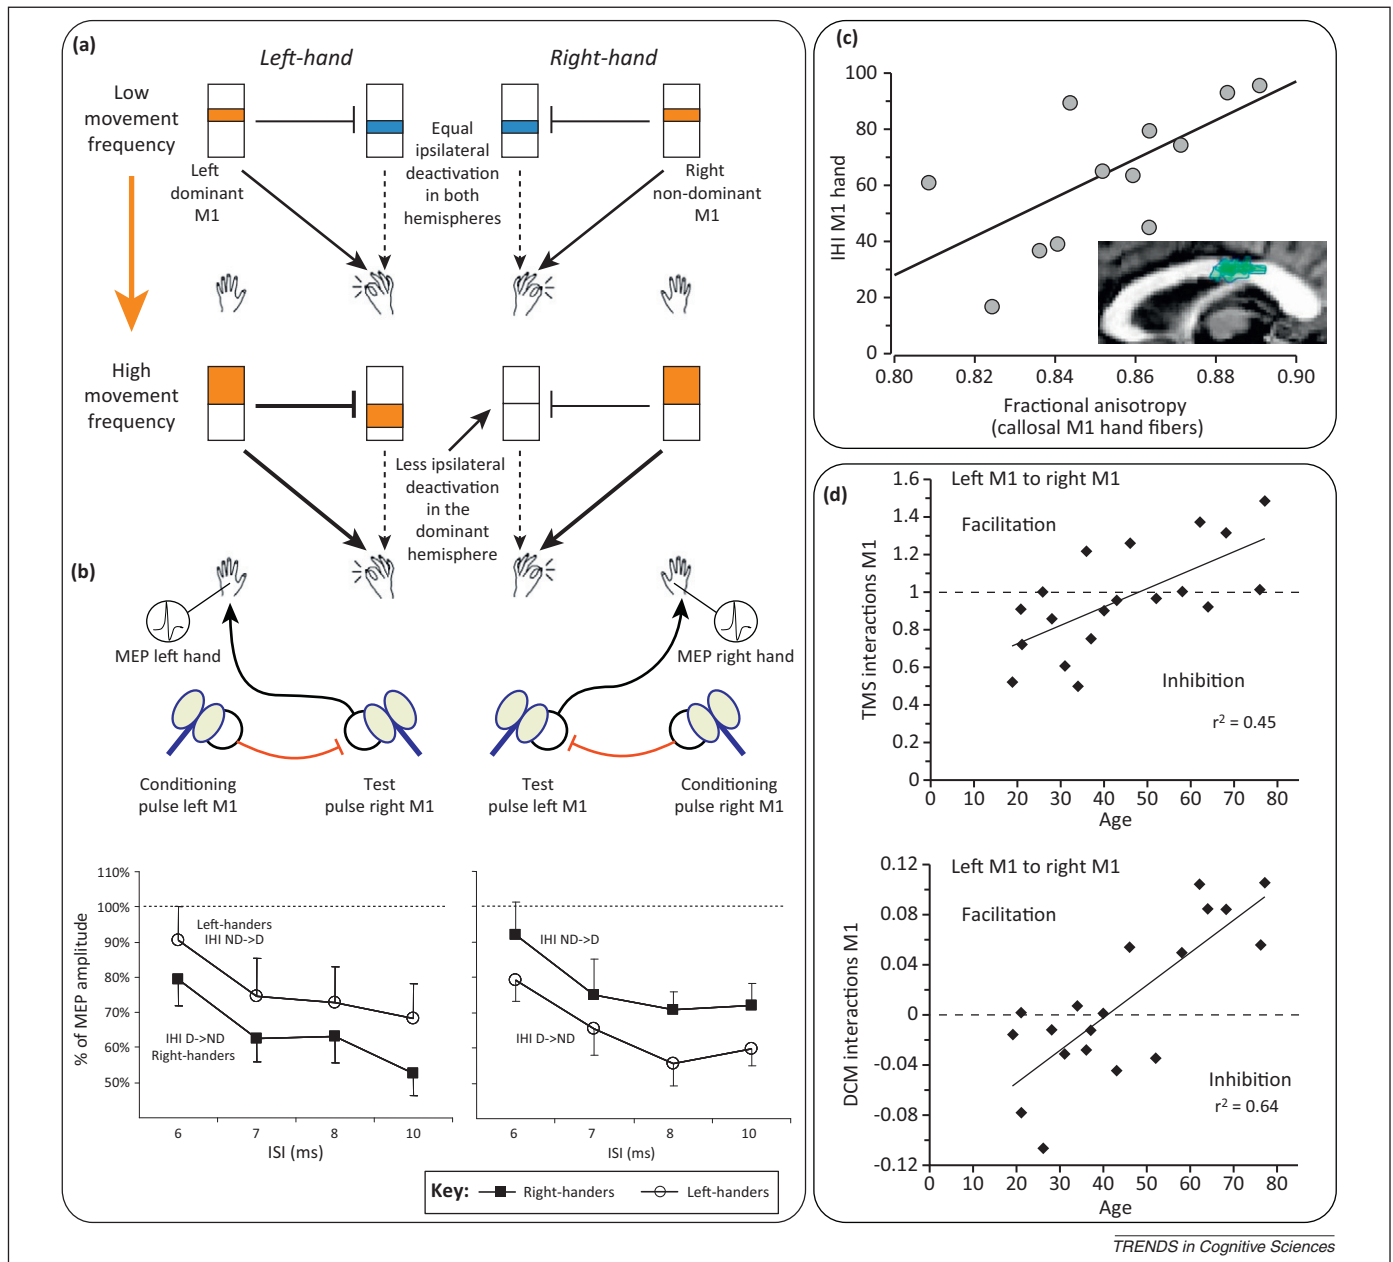 (a)
Left-hand
Right-hand
Low
movement
frequency
Left
dominant
M1
Equal
ipsilateral
deactivation
in both
hemispheres
Right
non-dominant
M1
High
movement
frequency
Less ipsilateral
deactivation
in the
dominant
hemisphere
(b)
MEP left hand
MEP right hand
Conditioning
pulse left M1
Test
pulse right M1
Test
pulse left M1
Conditioning
pulse right M1
% of MEP amplitude
110%
100%
90%
80%
70%
60%
50%
Left-handers
IHI ND->D
IHI D->ND
Right-handers
6 7 8 10
ISI (ms)
IHI ND->D
IHI D->ND
6 7 8 10
ISI (ms)
Key: Right-handers Left-handers
(c)
IHI M1 hand
100
80
60
40
20
0
0.80 0.82 0.84 0.86 0.88 0.90
Fractional anisotropy
(callosal M1 hand fibers)
(d)
Left M1 to right M1
Facilitation
Inhibition
r² = 0.45
TMS interactions M1
1.6
1.4
1.2
1
0.8
0.6
0.4
0.2
0
0 10 20 30 40 50 60 70 80
Age
Left M1 to right M1
Facilitation
Inhibition
r² = 0.64
DCM interactions M1
0.12
0.08
0.04
0
-0.04
-0.08
-0.12
0 10 20 30 40 50 60 70 80
Age
TRENDS in Cognitive Sciences